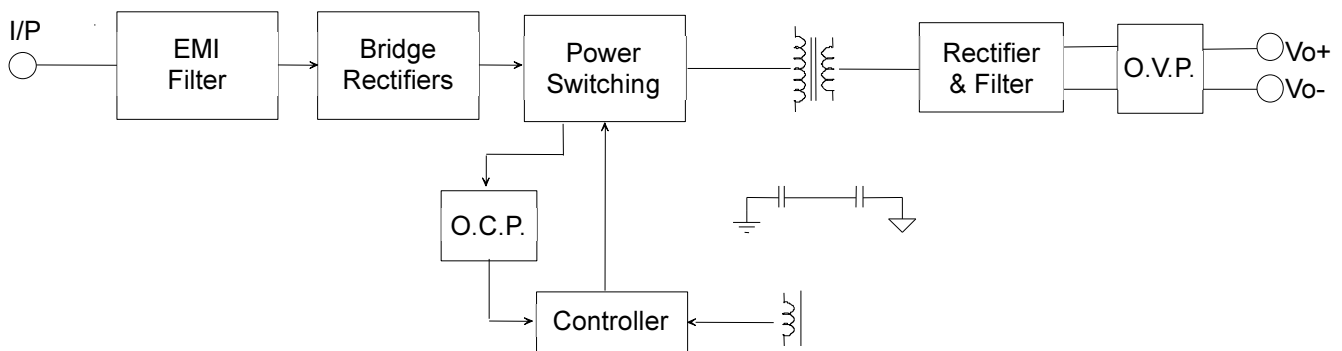 I/P
EMI
Filter
Bridge
Rectifiers
Power
Switching
Rectifier
& Filter
O.V.P.
Vo+
Vo-
O.C.P.
Controller